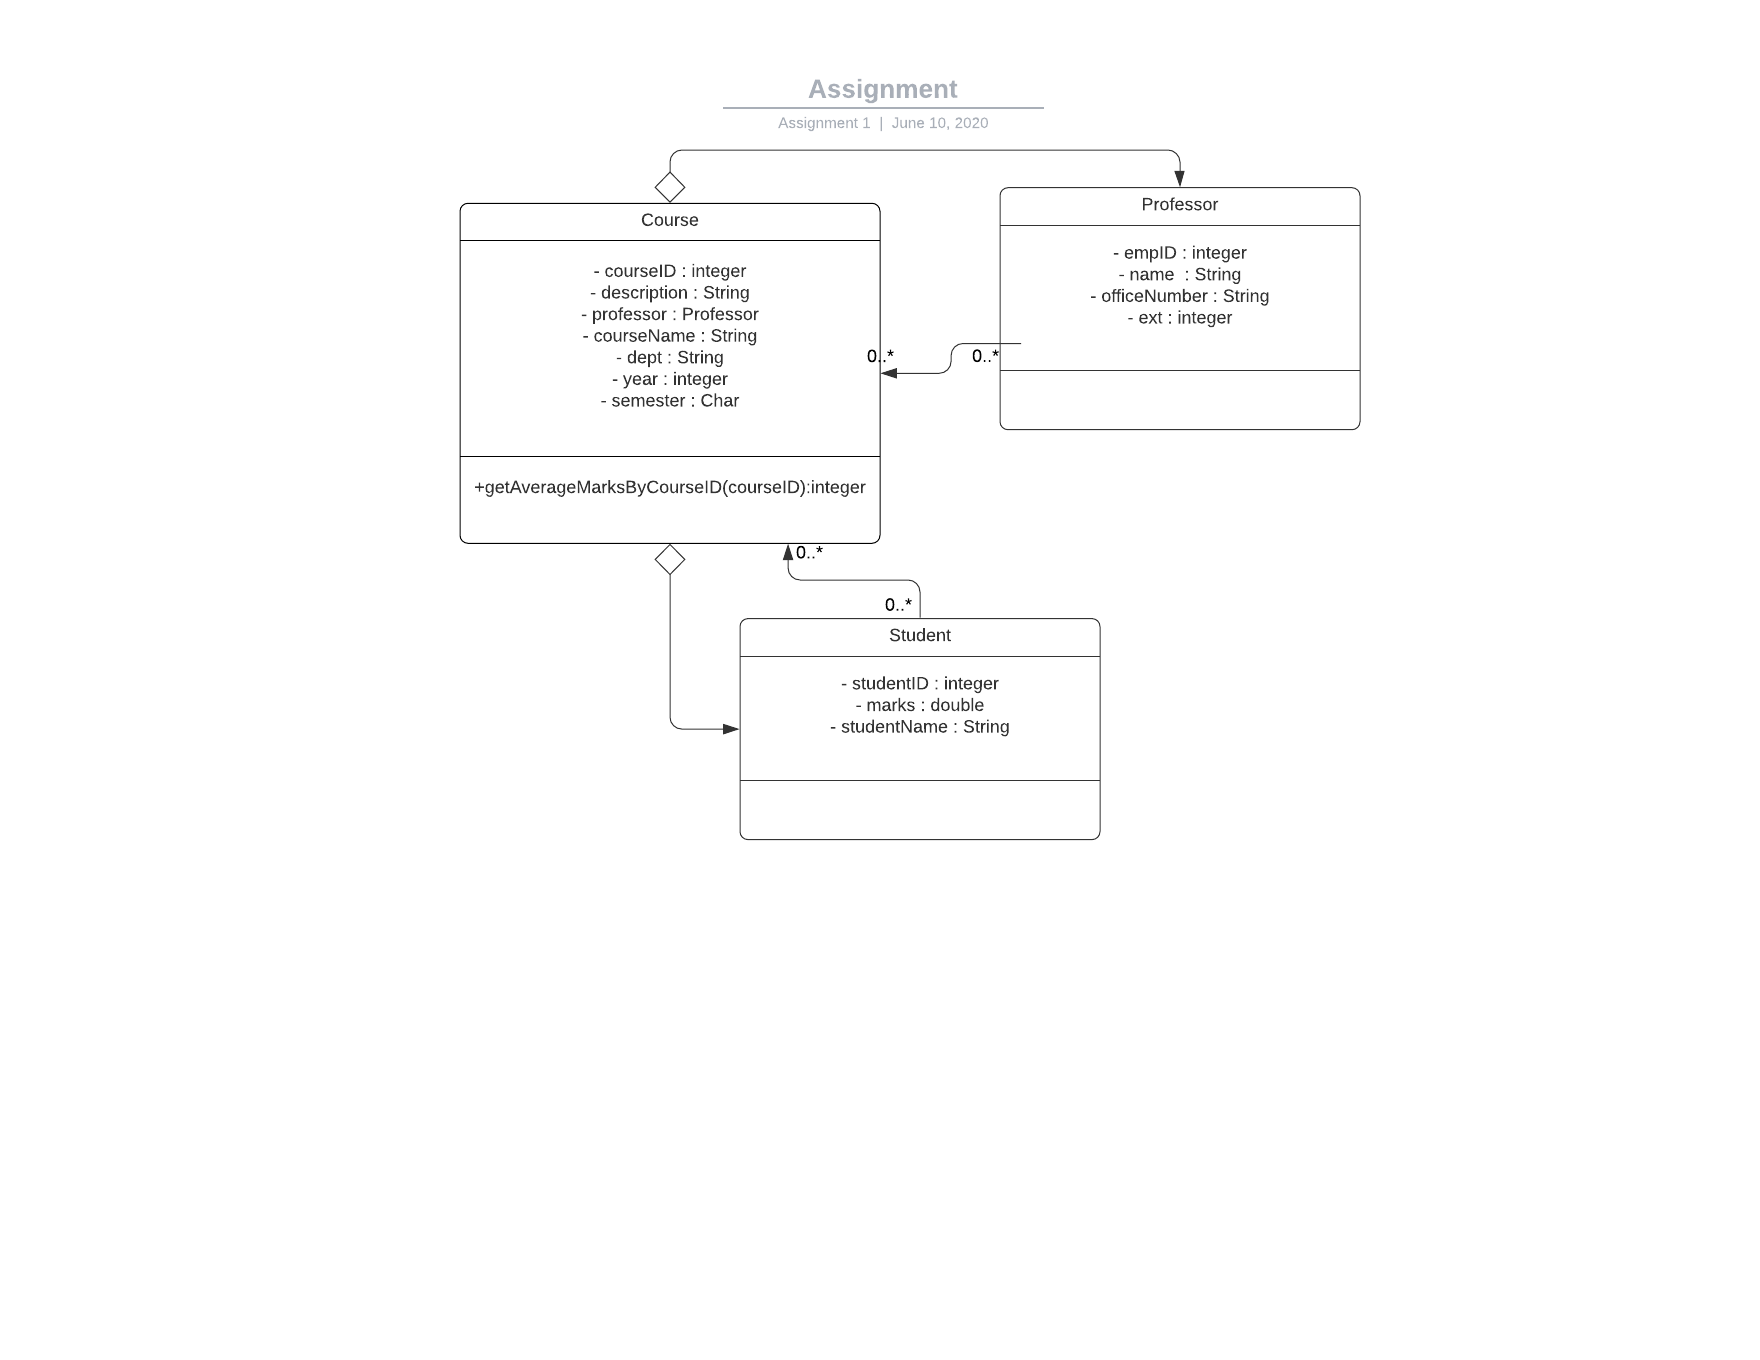 Assignment
Assignment 1 | June 10, 2020
Course
- courseID : integer
- description : String
- professor : Professor
- courseName : String
- dept : String
- year : integer
- semester : Char
+getAverageMarksByCourseID(courseID):integer
Professor
- empID : integer
- name  : String
- officeNumber : String
- ext : integer
0..*
0..*
0..*
0..*
Student
- studentID : integer
- marks : double
- studentName : String